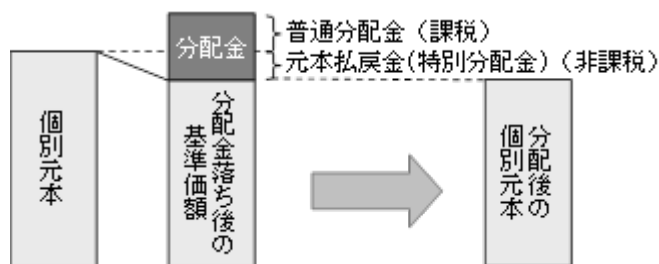 分配金
普通分配金（課税）
元本払戻金(特別分配金)（非課税）
個別元本
分配金落ち後の
基準価額
分配後の
個別元本